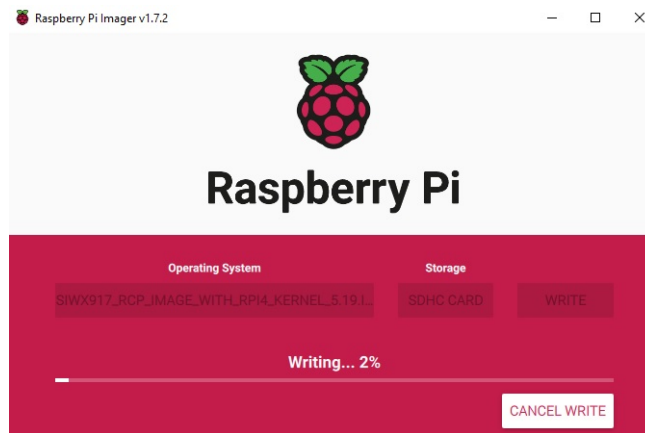 Raspberry Pi Imager v1.7.2
Raspberry Pi
Operating System Storage
SIWX917_RCP_IMAGE_WITH_RPI4_KERNEL_5.19.I... SDHC CARD WRITE
Writing... 2%
CANCEL WRITE